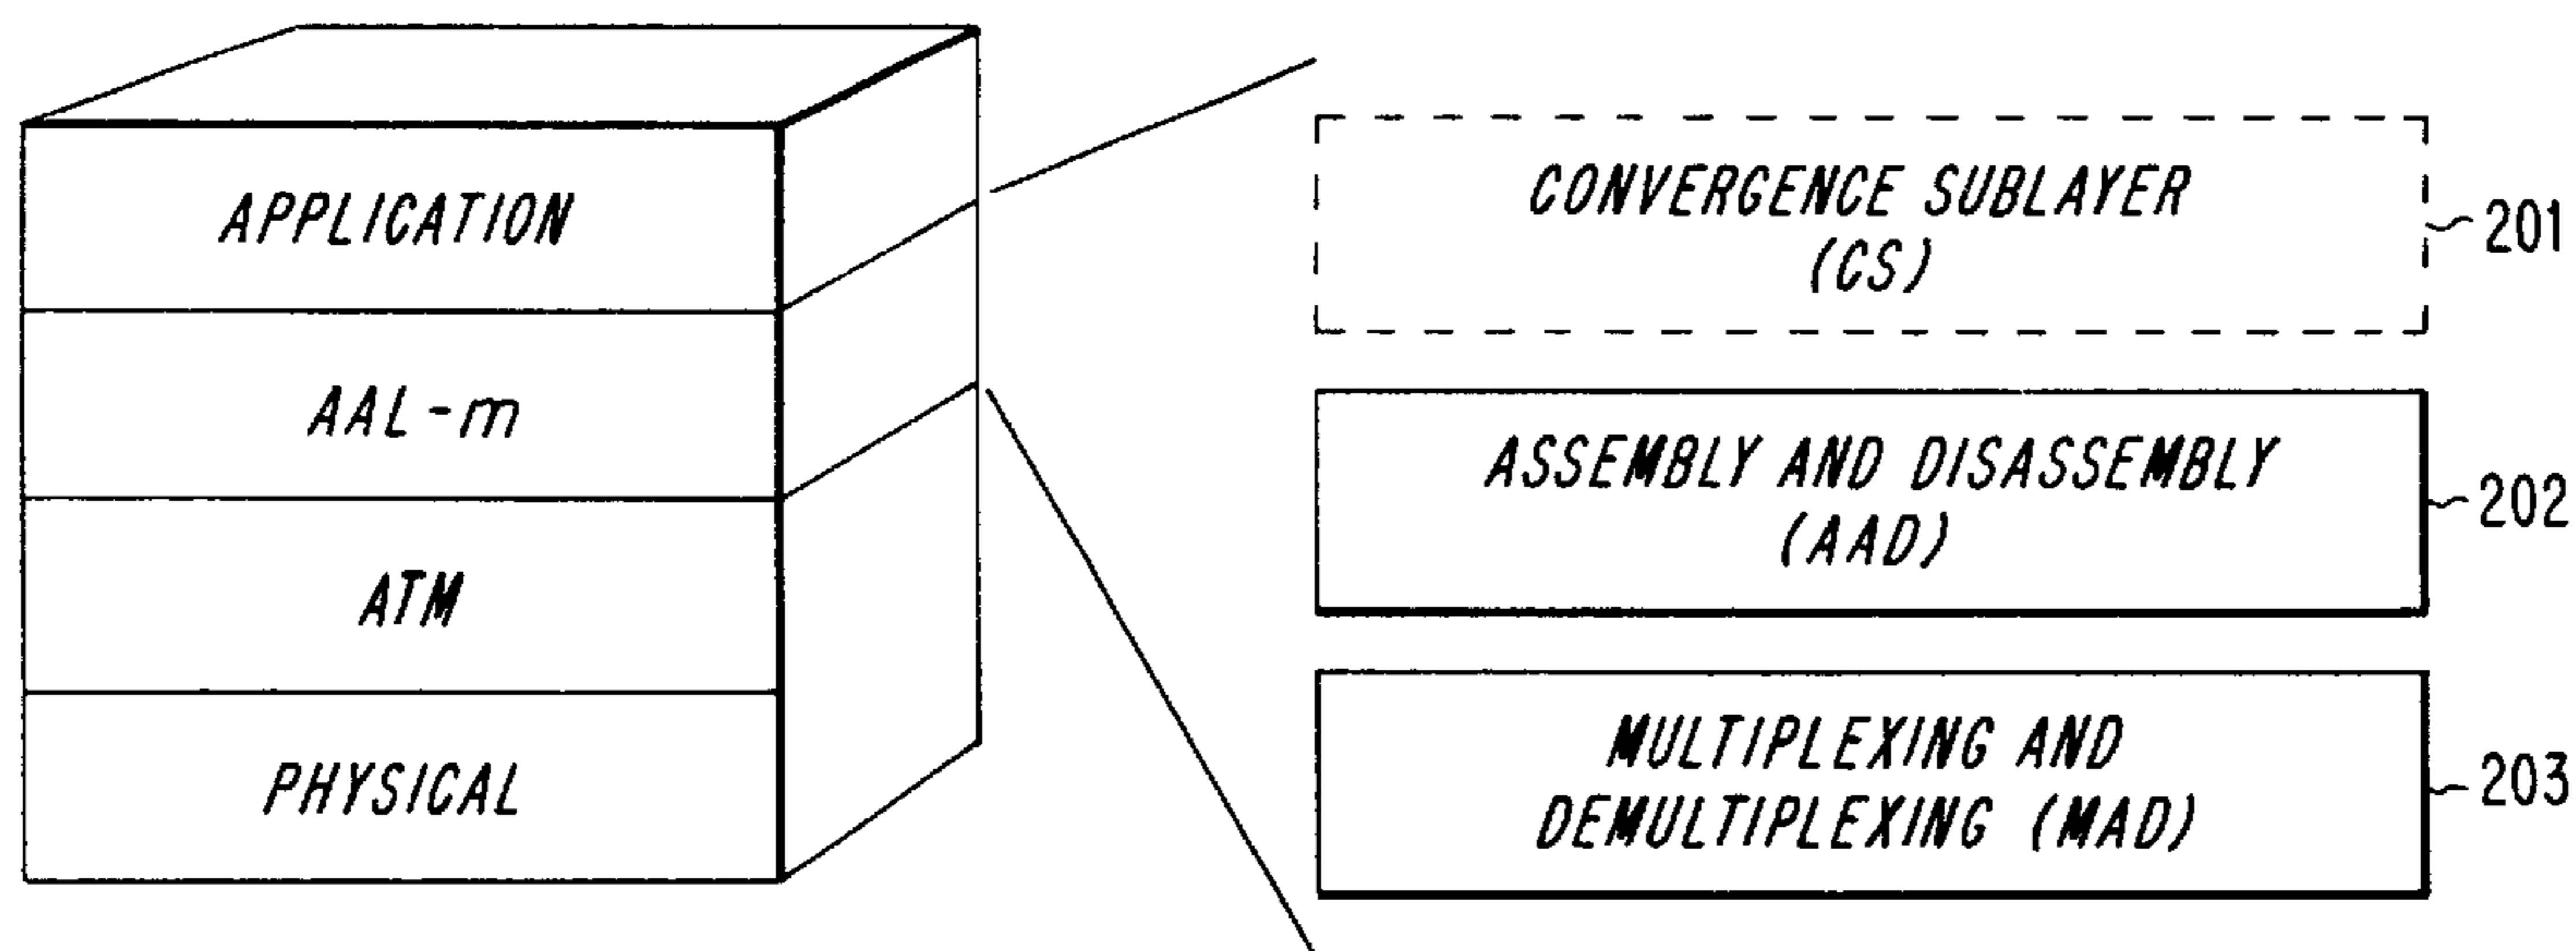 APPLICATION
AAL-m
ATM
PHYSICAL
CONVERGENCE SUBLAYER
(CS)
201
ASSEMBLY AND DISASSEMBLY
(AAD)
202
MULTIPLEXING AND
DEMULTIPLEXING (MAD)
203